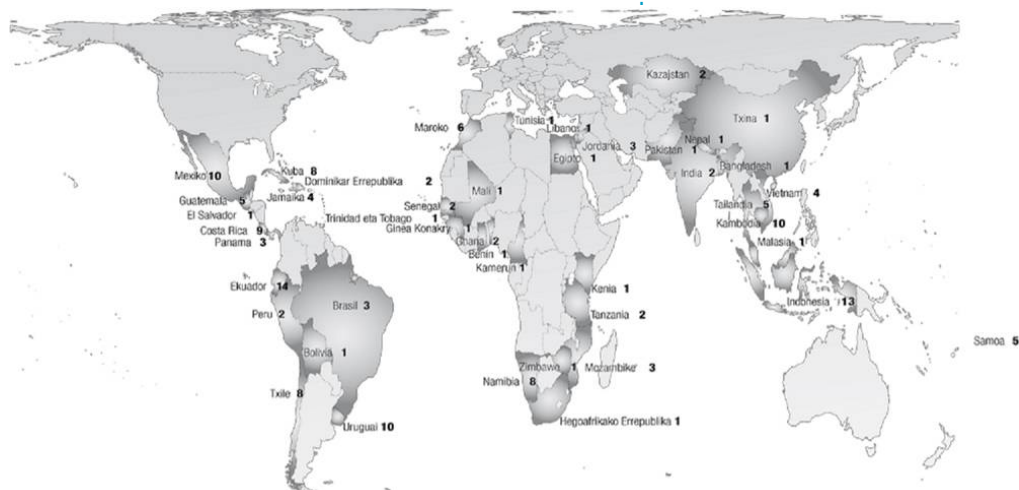 Kazajstan 2
Txina 1
Tunisia 1
Maroko 6
Libanos 1
Nepal 1
Jordania 3
Pakistan 1
Egipto 1
Bangladesh 1
India 2
Kuba 8
Mexiko 10
Dominikar Errepublika 2
Mali 1
Vietnam 4
Jamaika 4
Guatemala 5
Senegal 2
Tailandia 5
El Salvador 1
Trinidad eta Tobago 1
Kambodia 10
Costa Rica 9
Ginea Konakry 1
Panama 3
Ghana 2
Malasia 1
Benin 1
Kamerun 1
Ekuador 14
Kenia 1
Indonesia 13
Brasil 3
Peru 2
Tanzania 2
Samoa 5
Bolivia 1
Zimbawe 1
Mozambike 3
Namibia 8
Txile 8
Hegoafrikako Errepublika 1
Uruguai 10